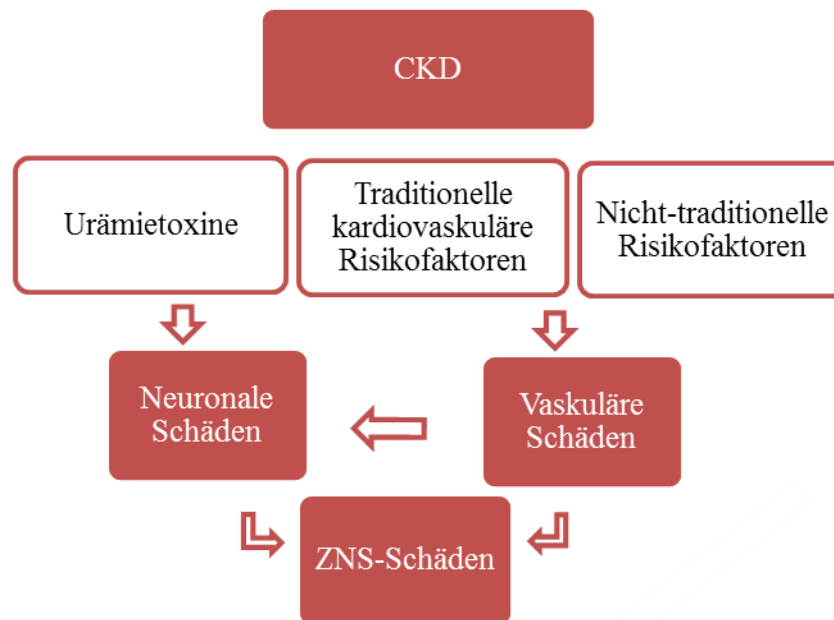 CKD
Urämietoxine
Traditionelle
kardiovaskuläre
Risikofaktoren
Nicht-traditionelle
Risikofaktoren
Neuronale
Schäden
Vaskuläre
Schäden
ZNS-Schäden